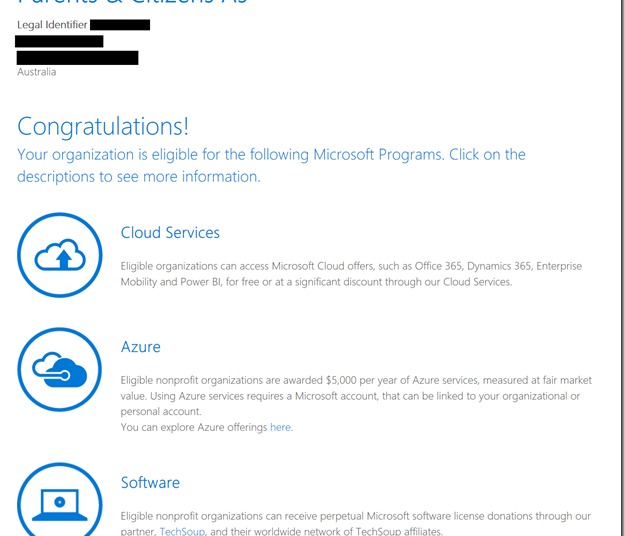 Parents & Citizens As
Legal Identifier
Australia
Congratulations!
Your organization is eligible for the following Microsoft Programs. Click on the
descriptions to see more information.
Cloud Services
Eligible organizations can access Microsoft Cloud offers, such as Office 365, Dynamics 365, Enterprise
Mobility and Power BI, for free or at a significant discount through our Cloud Services.
Azure
Eligible nonprofit organizations are awarded $5,000 per year of Azure services, measured at fair market
value. Using Azure services requires a Microsoft account, that can be linked to your organizational or
personal account.
You can explore Azure offerings here.
Software
Eligible nonprofit organizations can receive perpetual Microsoft software license donations through our
partner, TechSoup, and their worldwide network of TechSoup affiliates.